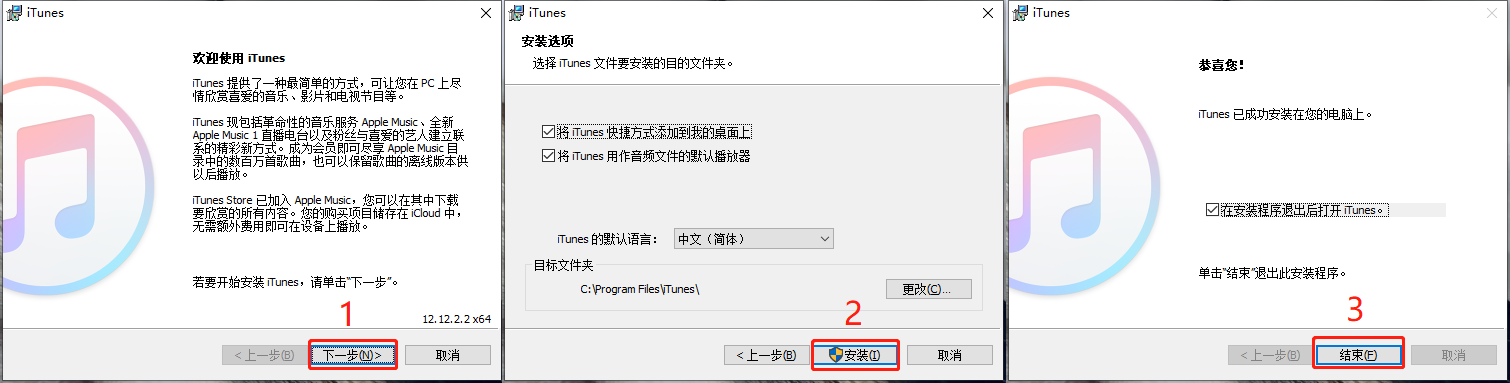 iTunes
欢迎使用 iTunes
iTunes 提供了一种最简单的方式，可让您在 PC 上尽
情欣赏喜爱的音乐、影片和电视节目等。
iTunes 现包括革命性的音乐服务 Apple Music、全新
Apple Music 1 直播电台以及粉丝与喜爱的艺人建立联
系的精彩新方式。成为会员即可尽享 Apple Music 目
录中的数百万首歌曲，也可以保留歌曲的离线版本供
以后播放。
iTunes Store 已加入 Apple Music，您可以在其中下载
要欣赏的所有内容。您的购买项目储存在 iCloud 中，
无需额外费用即可在设备上播放。
若要开始安装 iTunes，请单击“下一步”。
1
12.12.2.2 x64
<上一步(B)
下一步(N)>
取消
iTunes
安装选项
选择 iTunes 文件要安装的目的文件夹。
将 iTunes 快捷方式添加到我的桌面上
将 iTunes 用作音频文件的默认播放器
iTunes 的默认语言：
中文（简体）
目标文件夹
C:\Program Files\iTunes\
更改(C)...
2
<上一步(B)
安装(I)
取消
iTunes
恭喜您！
iTunes 已成功安装在您的电脑上。
在安装程序退出后打开 iTunes。
单击“结束”退出此安装程序。
3
<上一步(B)
结束(F)
取消